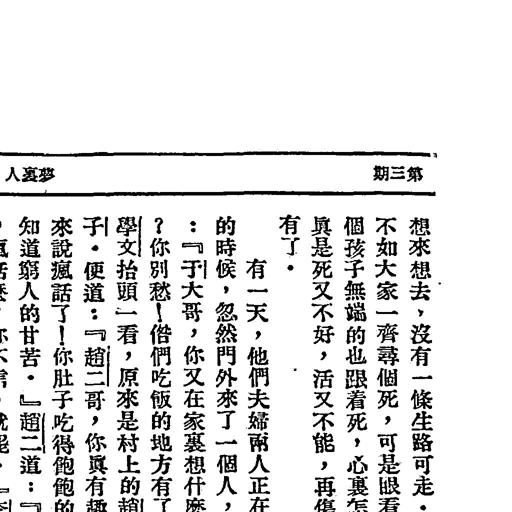 第三期
夢裏人
想來想去，沒有一條生路可走．
不如大家一齊尋個死，可是眼看
個孩子無端的也跟着死，心裏怎
眞是死又不好，活又不能，再傷
有了．
有一天，他們夫婦兩人正在
的時候，忽然門外來了一個人，
：『于大哥，你又在家裏想什麼
？你別愁！偺們吃飯的地方有了
學文抬頭一看，原來是村上的趙
子．便道：『趙二哥，你眞有趣
來說瘋話了！你肚子吃得飽飽的
知道窮人的甘苦．』趙二道：『